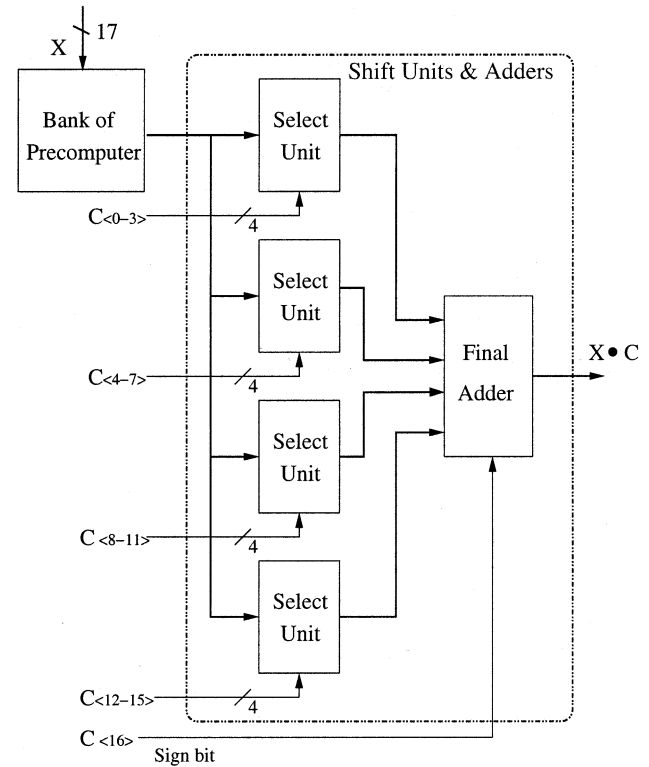 17
X
Shift Units & Adders
Bank of
Precomputer
Select
Unit
C<0–3>
4
Select
Unit
C<4–7>
4
Final
Adder
X • C
Select
Unit
C <8–11>
4
Select
Unit
C<12–15>
4
C <16>
Sign bit